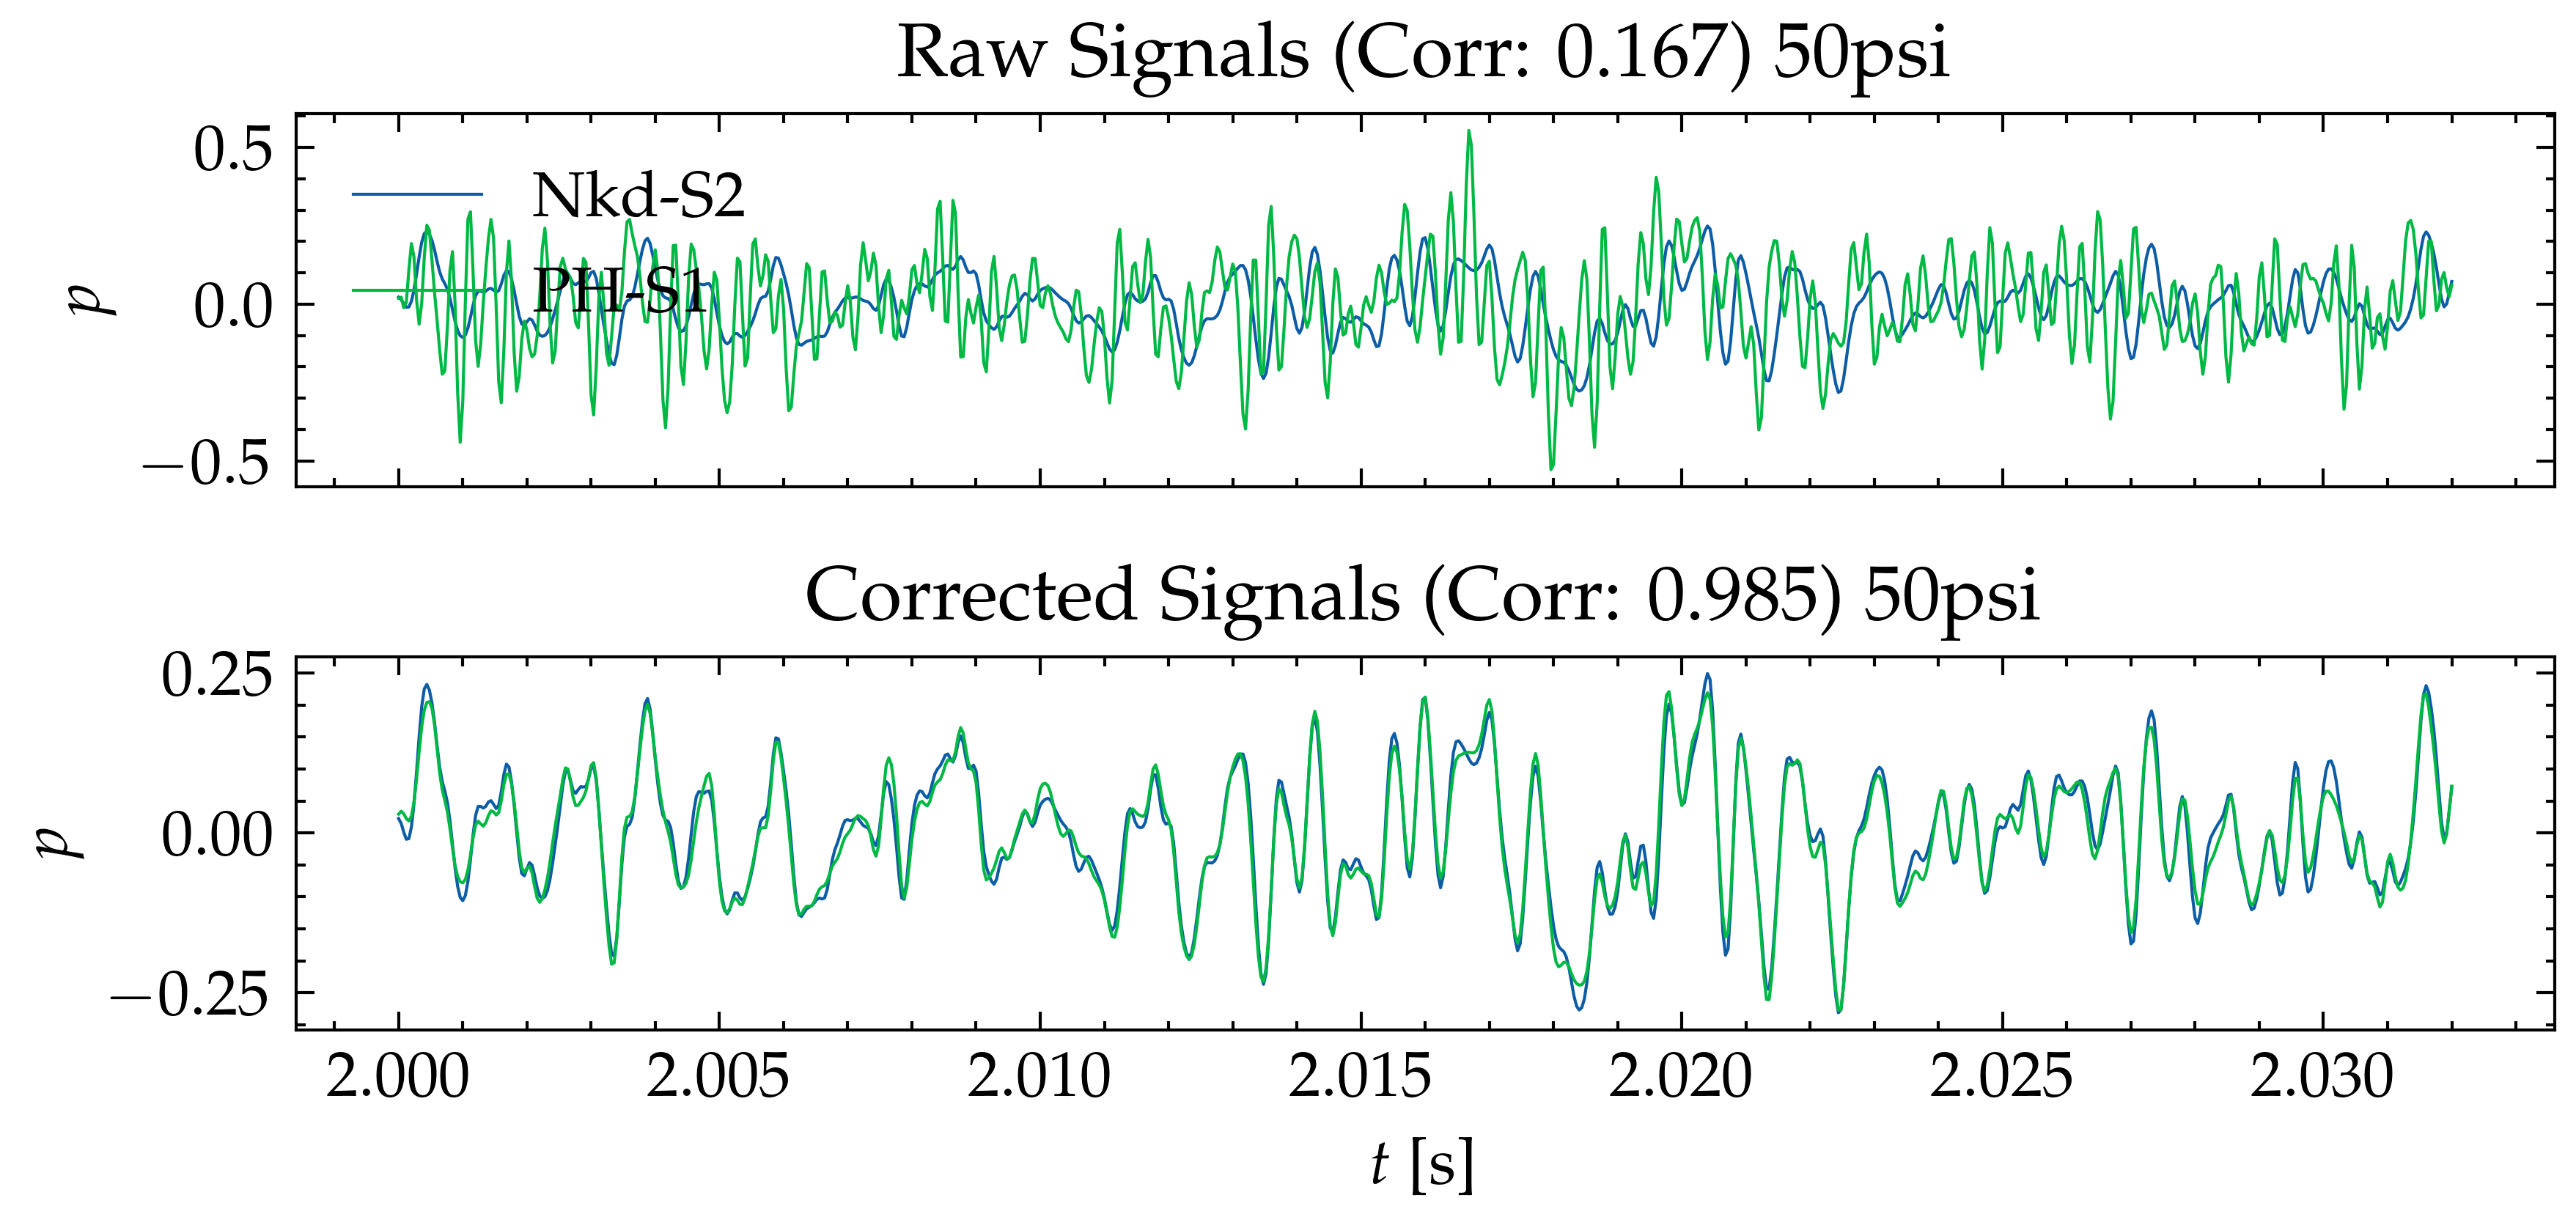 Raw Signals (Corr: 0.167) 50psi
0.5
0.0
−0.5
p
Nkd-S2
PH-S1
Corrected Signals (Corr: 0.985) 50psi
0.25
0.00
−0.25
p
2.000 2.005 2.010 2.015 2.020 2.025 2.030
t [s]